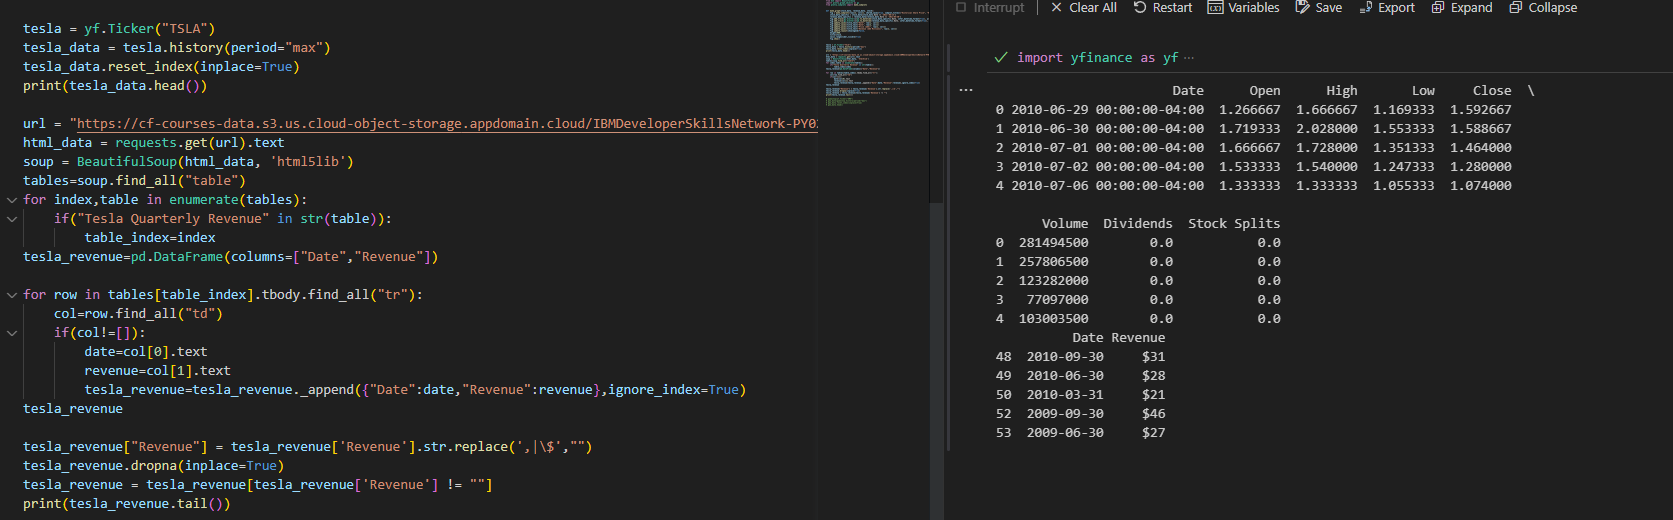 tesla = yf.Ticker("TSLA")
tesla_data = tesla.history(period="max")
tesla_data.reset_index(inplace=True)
print(tesla_data.head())
url = "https://cf-courses-data.s3.us.cloud-object-storage.appdomain.cloud/IBMDeveloperSkillsNetwork-PY0
html_data = requests.get(url).text
soup = BeautifulSoup(html_data, 'html5lib')
tables=soup.find_all("table")
for index,table in enumerate(tables):
    if("Tesla Quarterly Revenue" in str(table)):
        table_index=index
tesla_revenue=pd.DataFrame(columns=["Date","Revenue"])
for row in tables[table_index].tbody.find_all("tr"):
    col=row.find_all("td")
    if(col!=[]):
        date=col[0].text
        revenue=col[1].text
        tesla_revenue=tesla_revenue._append({"Date":date,"Revenue":revenue},ignore_index=True)
tesla_revenue
tesla_revenue["Revenue"] = tesla_revenue['Revenue'].str.replace(',|\$',"")
tesla_revenue.dropna(inplace=True)
tesla_revenue = tesla_revenue[tesla_revenue['Revenue'] != ""]
print(tesla_revenue.tail())
Interrupt Clear All Restart Variables Save Export Expand Collapse
import yfinance as yf ...
Date Open High Low Close \
0 2010-06-29 00:00:00-04:00 1.266667 1.666667 1.169333 1.592667
1 2010-06-30 00:00:00-04:00 1.719333 2.028000 1.553333 1.588667
2 2010-07-01 00:00:00-04:00 1.666667 1.728000 1.351333 1.464000
3 2010-07-02 00:00:00-04:00 1.533333 1.540000 1.247333 1.280000
4 2010-07-06 00:00:00-04:00 1.333333 1.333333 1.055333 1.074000
Volume Dividends Stock Splits
0 281494500 0.0 0.0
1 257806500 0.0 0.0
2 123282000 0.0 0.0
3 77097000 0.0 0.0
4 103003500 0.0 0.0
Date Revenue
48 2010-09-30 $31
49 2010-06-30 $28
50 2010-03-31 $21
52 2009-09-30 $46
53 2009-06-30 $27